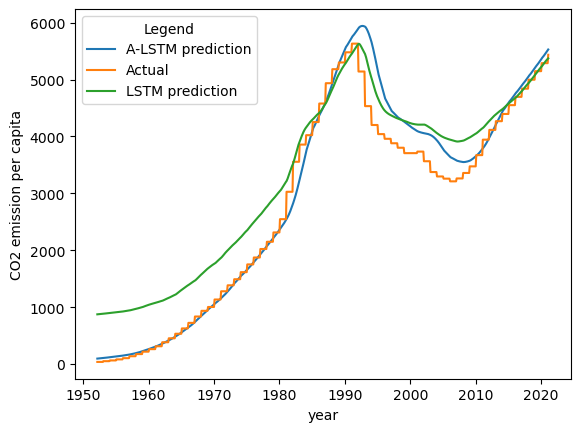 Legend
A-LSTM prediction
Actual
LSTM prediction
CO2 emission per capita
6000
5000
4000
3000
2000
1000
0
1950 1960 1970 1980 1990 2000 2010 2020
year